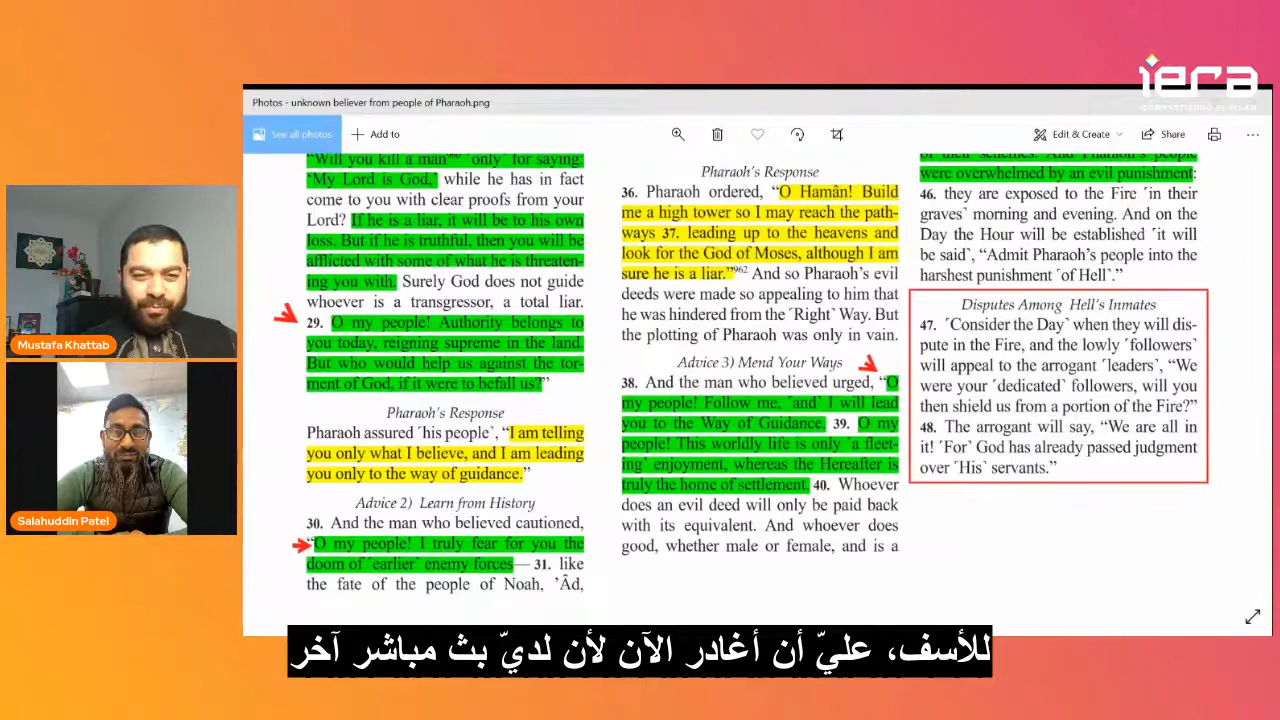 iera
COMPARTIENDO EL ISLAM
Photos - unknown believer from people of Pharaoh.png
See all photos
Add to
Edit & Create
Share
Mustafa Khattab
Salahuddin Patel
“Will you kill a man⁹⁶⁰ ˹only˺ for saying:
‘My Lord is God,’ while he has in fact
come to you with clear proofs from your
Lord? If he is a liar, it will be to his own
loss. But if he is truthful, then you will be
afflicted with some of what he is threaten-
ing you with. Surely God does not guide
whoever is a transgressor, a total liar.
29. O my people! Authority belongs to
you today, reigning supreme in the land.
But who would help us against the tor-
ment of God, if it were to befall us?”
Pharaoh's Response
Pharaoh assured ˹his people˺, “I am telling
you only what I believe, and I am leading
you only to the way of guidance.”
Advice 2) Learn from History
30. And the man who believed cautioned,
“O my people! I truly fear for you the
doom of ˹earlier˺ enemy forces— 31. like
the fate of the people of Noah, ’Âd,
Pharaoh's Response
36. Pharaoh ordered, “O Hamân! Build
me a high tower so I may reach the path-
ways 37. leading up to the heavens and
look for the God of Moses, although I am
sure he is a liar.”⁹⁶² And so Pharaoh’s evil
deeds were made so appealing to him that
he was hindered from the ˹Right˺ Way. But
the plotting of Pharaoh was only in vain.
Advice 3) Mend Your Ways
38. And the man who believed urged, “O
my people! Follow me, ˹and˺ I will lead
you to the Way of Guidance. 39. O my
people! This worldly life is only ˹a fleet-
ing˺ enjoyment, whereas the Hereafter is
truly the home of settlement. 40. Whoever
does an evil deed will only be paid back
with its equivalent. And whoever does
good, whether male or female, and is a
of their schemes. And Pharaoh’s people
were overwhelmed by an evil punishment:
46. they are exposed to the Fire ˹in their
graves˺ morning and evening. And on the
Day the Hour will be established ˹it will
be said˺, “Admit Pharaoh’s people into the
harshest punishment ˹of Hell˺.”
Disputes Among Hell's Inmates
47. ˹Consider the Day˺ when they will dis-
pute in the Fire, and the lowly ˹followers˺
will appeal to the arrogant ˹leaders˺, “We
were your ˹dedicated˺ followers, will you
then shield us from a portion of the Fire?”
48. The arrogant will say, “We are all in
it! ˹For˺ God has already passed judgment
over ˹His˺ servants.”
للأسف، عليّ أن أغادر الآن لأن لديّ بث مباشر آخر